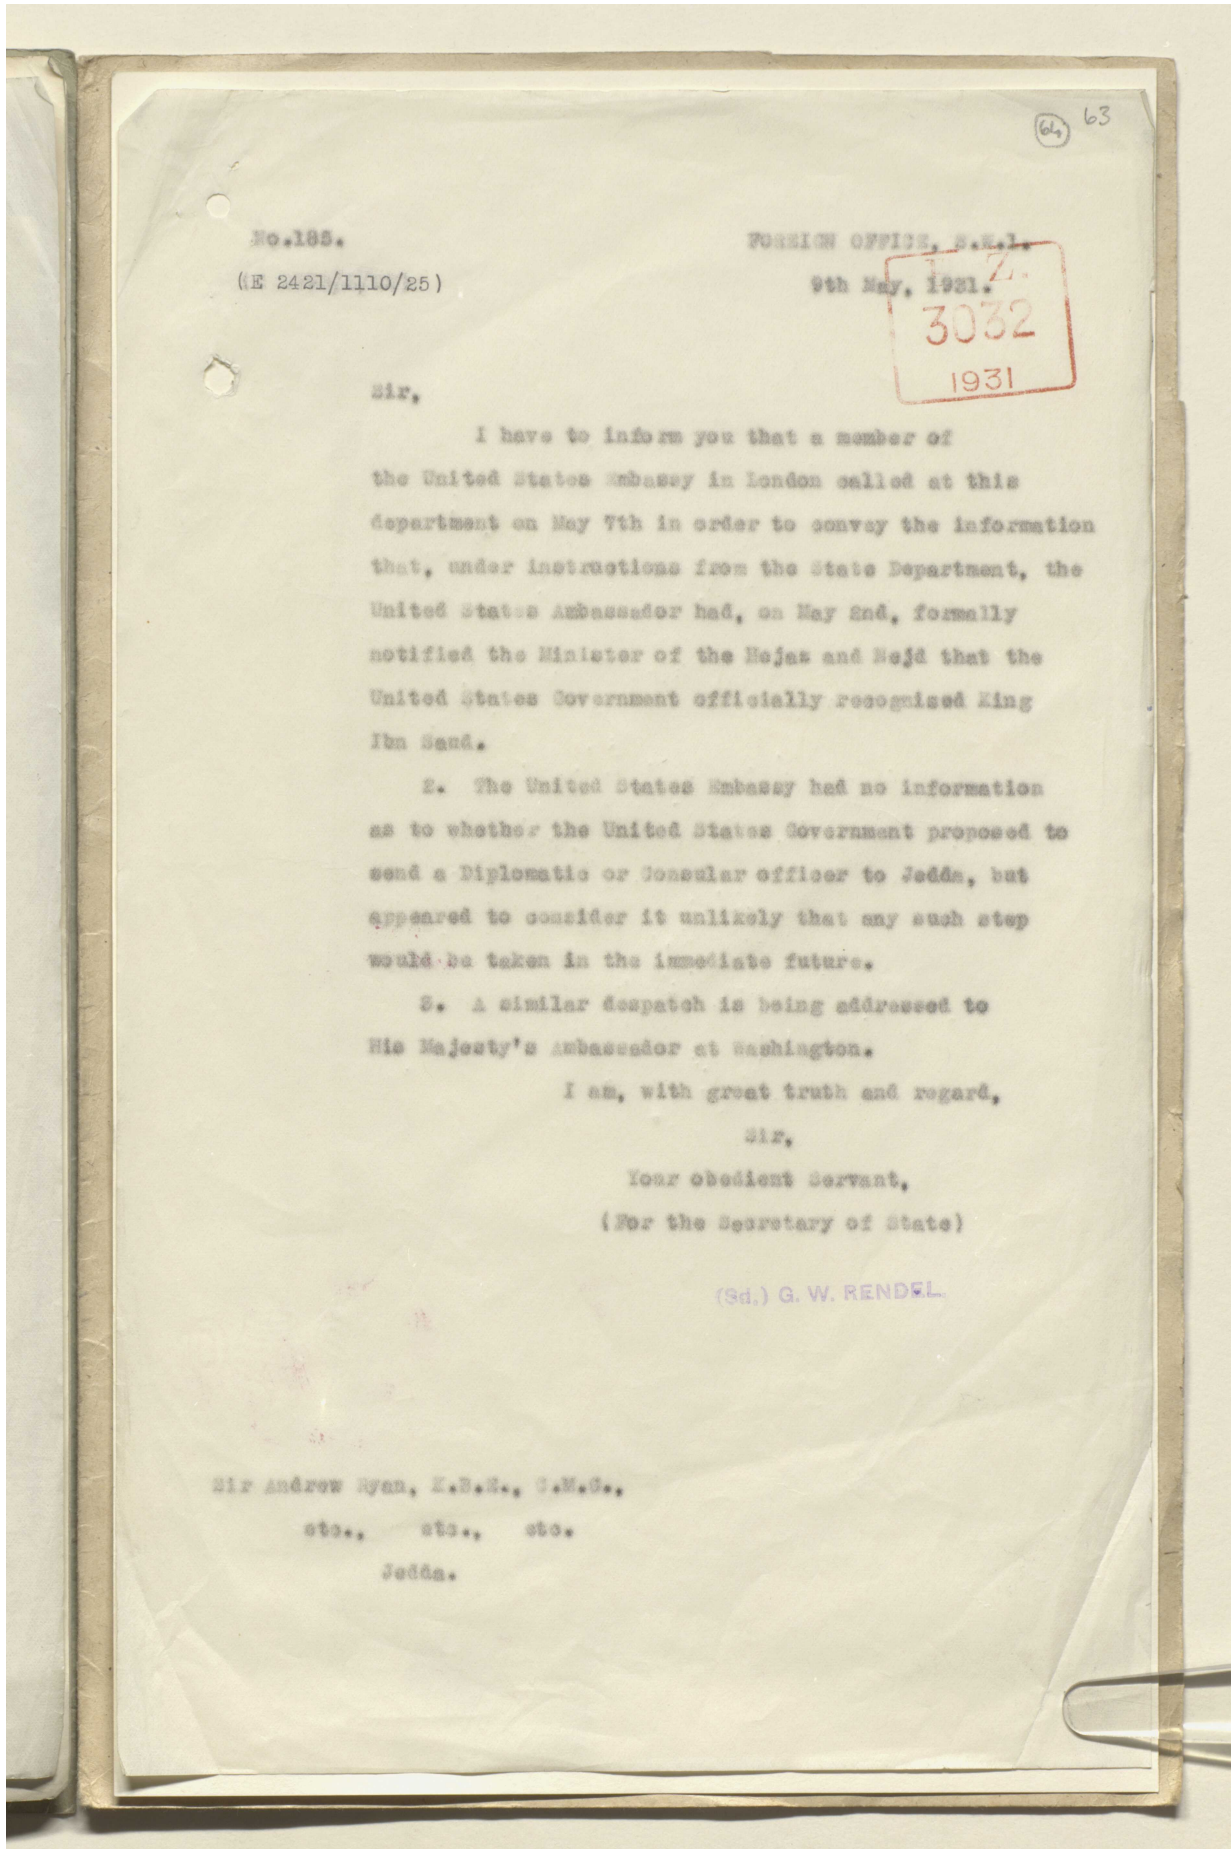 64 63
No.185.
FOREIGN OFFICE, S.W.1.
(E 2421/1110/25)
9th May, 1931.
P. Z.
3032
1931
Sir,
I have to inform you that a member of
the United States Embassy in London called at this
department on May 7th in order to convey the information
that, under instructions from the State Department, the
United States Ambassador had, on May 2nd, formally
notified the Minister of the Hejaz and Nejd that the
United States Government officially recognised King
Ibn Saud.
2. The United States Embassy had no information
as to whether the United States Government proposed to
send a Diplomatic or Consular officer to Jedda, but
appeared to consider it unlikely that any such step
would be taken in the immediate future.
3. A similar despatch is being addressed to
His Majesty's Ambassador at Washington.
I am, with great truth and regard,
Sir,
Your obedient Servant,
(For the Secretary of State)
(Sd.) G. W. RENDEL.
Sir Andrew Ryan, K.B.E., C.M.G.,
etc., etc., etc.
Jedda.